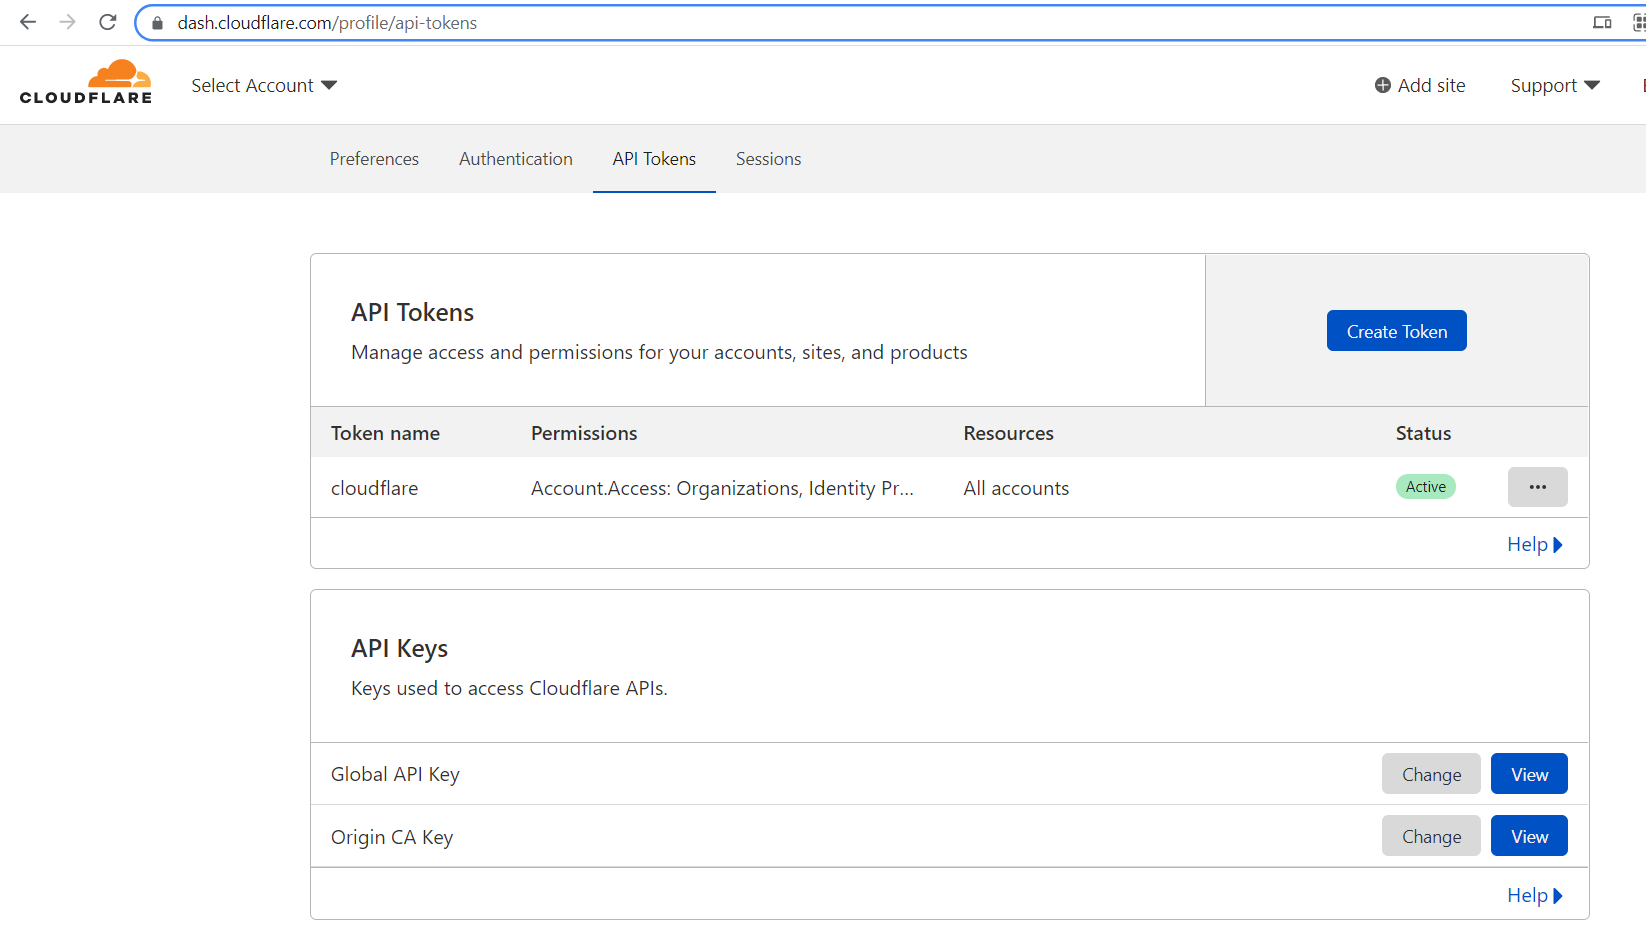 dash.cloudflare.com/profile/api-tokens
CLOUDFLARE
Select Account
Add site
Support
Preferences
Authentication
API Tokens
Sessions
API Tokens
Manage access and permissions for your accounts, sites, and products
Create Token
Token name Permissions Resources Status
cloudflare Account.Access: Organizations, Identity Pr... All accounts Active ...
Help
API Keys
Keys used to access Cloudflare APIs.
Global API Key Change View
Origin CA Key Change View
Help